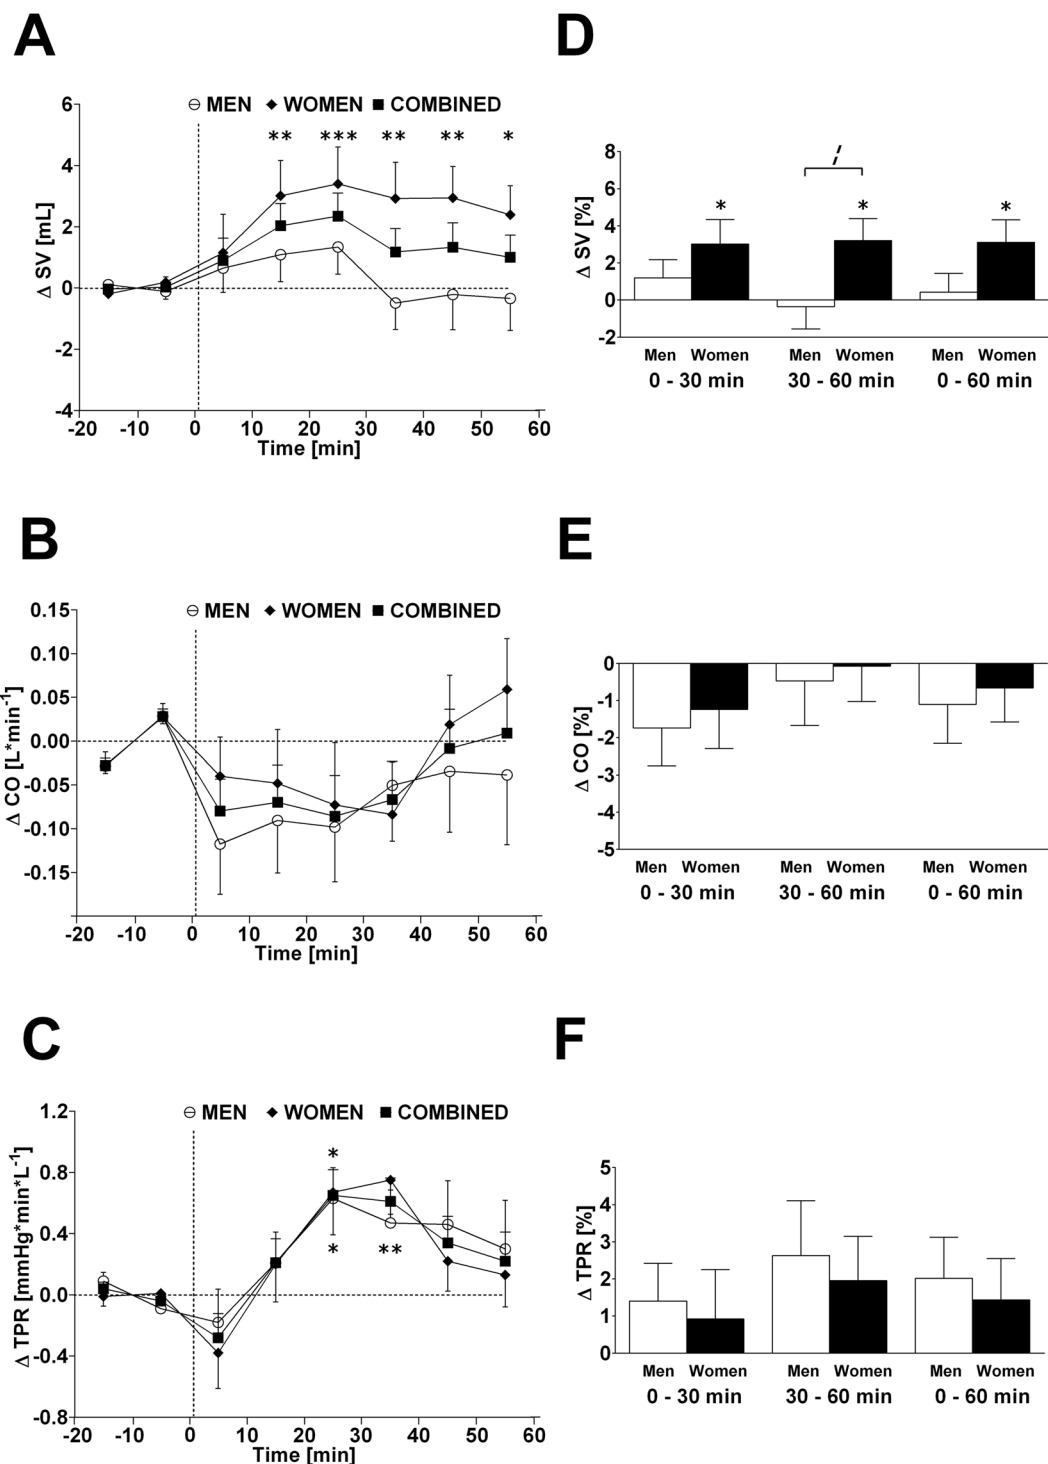 A
MEN WOMEN COMBINED
** *** ** ** *
Δ SV [mL]
6
4
2
0
-2
-4
-20 -10 0 10 20 30 40 50 60
Time [min]
D
Δ SV [%]
8
6
4
2
0
-2
* * *
Men Women Men Women Men Women
0 - 30 min 30 - 60 min 0 - 60 min
B
MEN WOMEN COMBINED
Δ CO [L*min-1]
0.15
0.10
0.05
0.00
-0.05
-0.10
-0.15
-20 -10 0 10 20 30 40 50 60
Time [min]
E
Δ CO [%]
0
-1
-2
-3
-4
-5
Men Women Men Women Men Women
0 - 30 min 30 - 60 min 0 - 60 min
C
MEN WOMEN COMBINED
Δ TPR [mmHg*min*L-1]
1.2
0.8
0.4
0.0
-0.4
-0.8
*
* **
-20 -10 0 10 20 30 40 50 60
Time [min]
F
Δ TPR [%]
5
4
3
2
1
0
Men Women Men Women Men Women
0 - 30 min 30 - 60 min 0 - 60 min